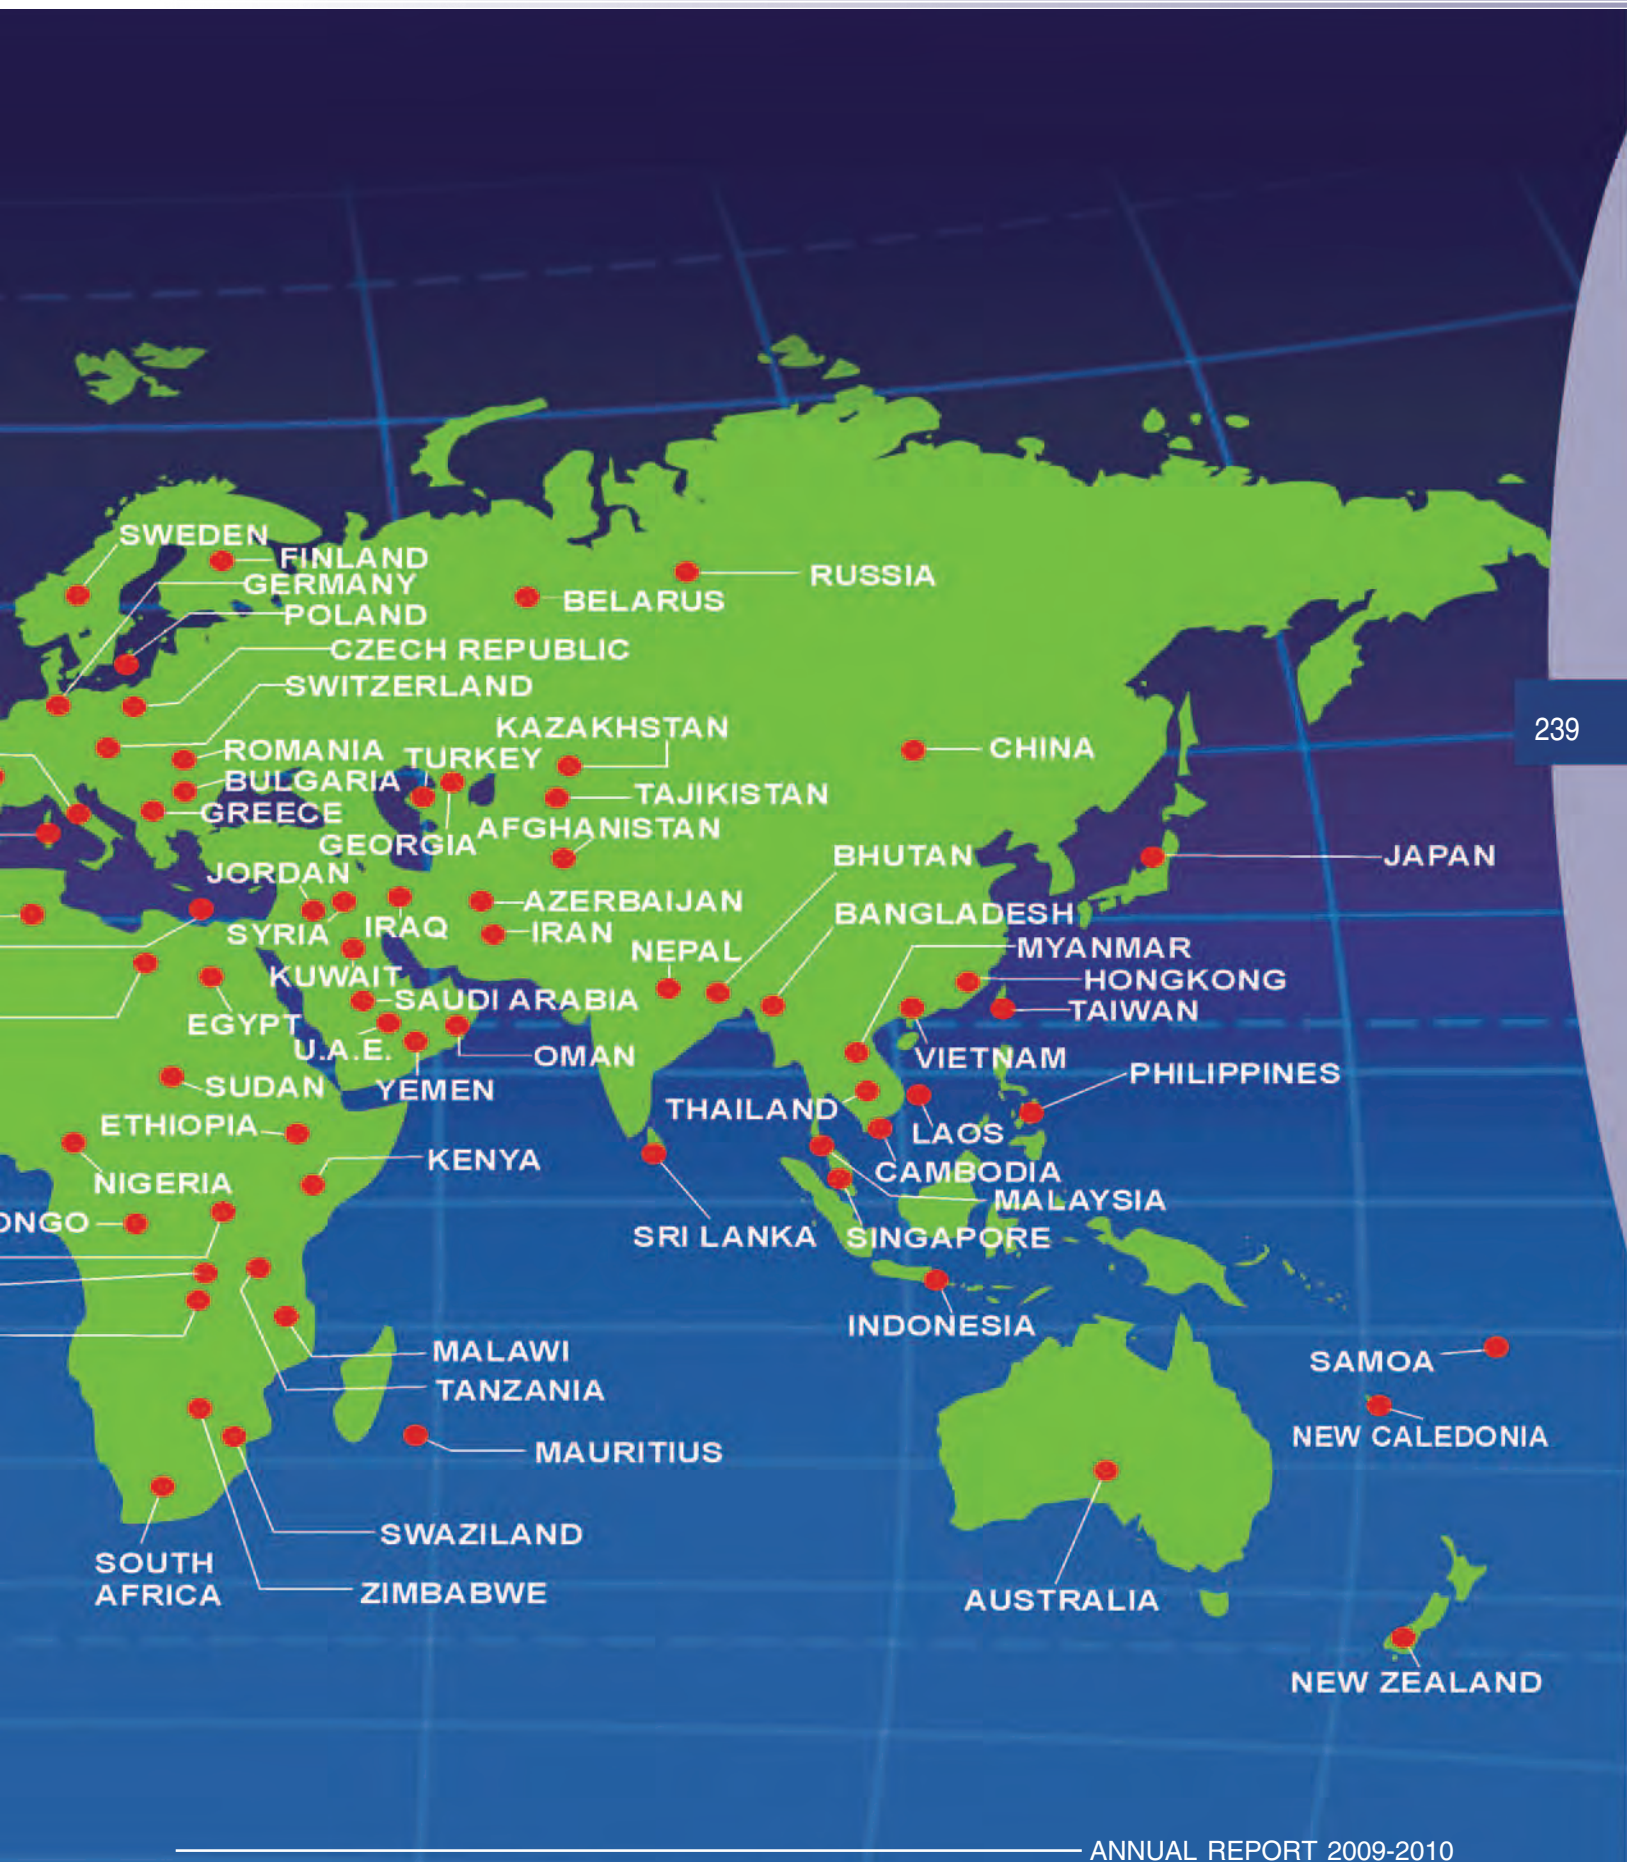 SWEDEN
FINLAND
GERMANY
RUSSIA
BELARUS
POLAND
CZECH REPUBLIC
SWITZERLAND
KAZAKHSTAN
239
ROMANIA
TURKEY
CHINA
BULGARIA
TAJIKISTAN
GREECE
AFGHANISTAN
GEORGIA
BHUTAN
JAPAN
JORDAN
AZERBAIJAN
BANGLADESH
SYRIA
IRAQ
IRAN
NEPAL
MYANMAR
KUWAIT
HONGKONG
SAUDI ARABIA
TAIWAN
EGYPT
U.A.E.
OMAN
VIETNAM
SUDAN
YEMEN
PHILIPPINES
THAILAND
ETHIOPIA
LAOS
KENYA
CAMBODIA
NIGERIA
MALAYSIA
ONGO
SRI LANKA
SINGAPORE
INDONESIA
MALAWI
SAMOA
TANZANIA
MAURITIUS
NEW CALEDONIA
SWAZILAND
SOUTH
AFRICA
ZIMBABWE
AUSTRALIA
NEW ZEALAND
ANNUAL REPORT 2009-2010